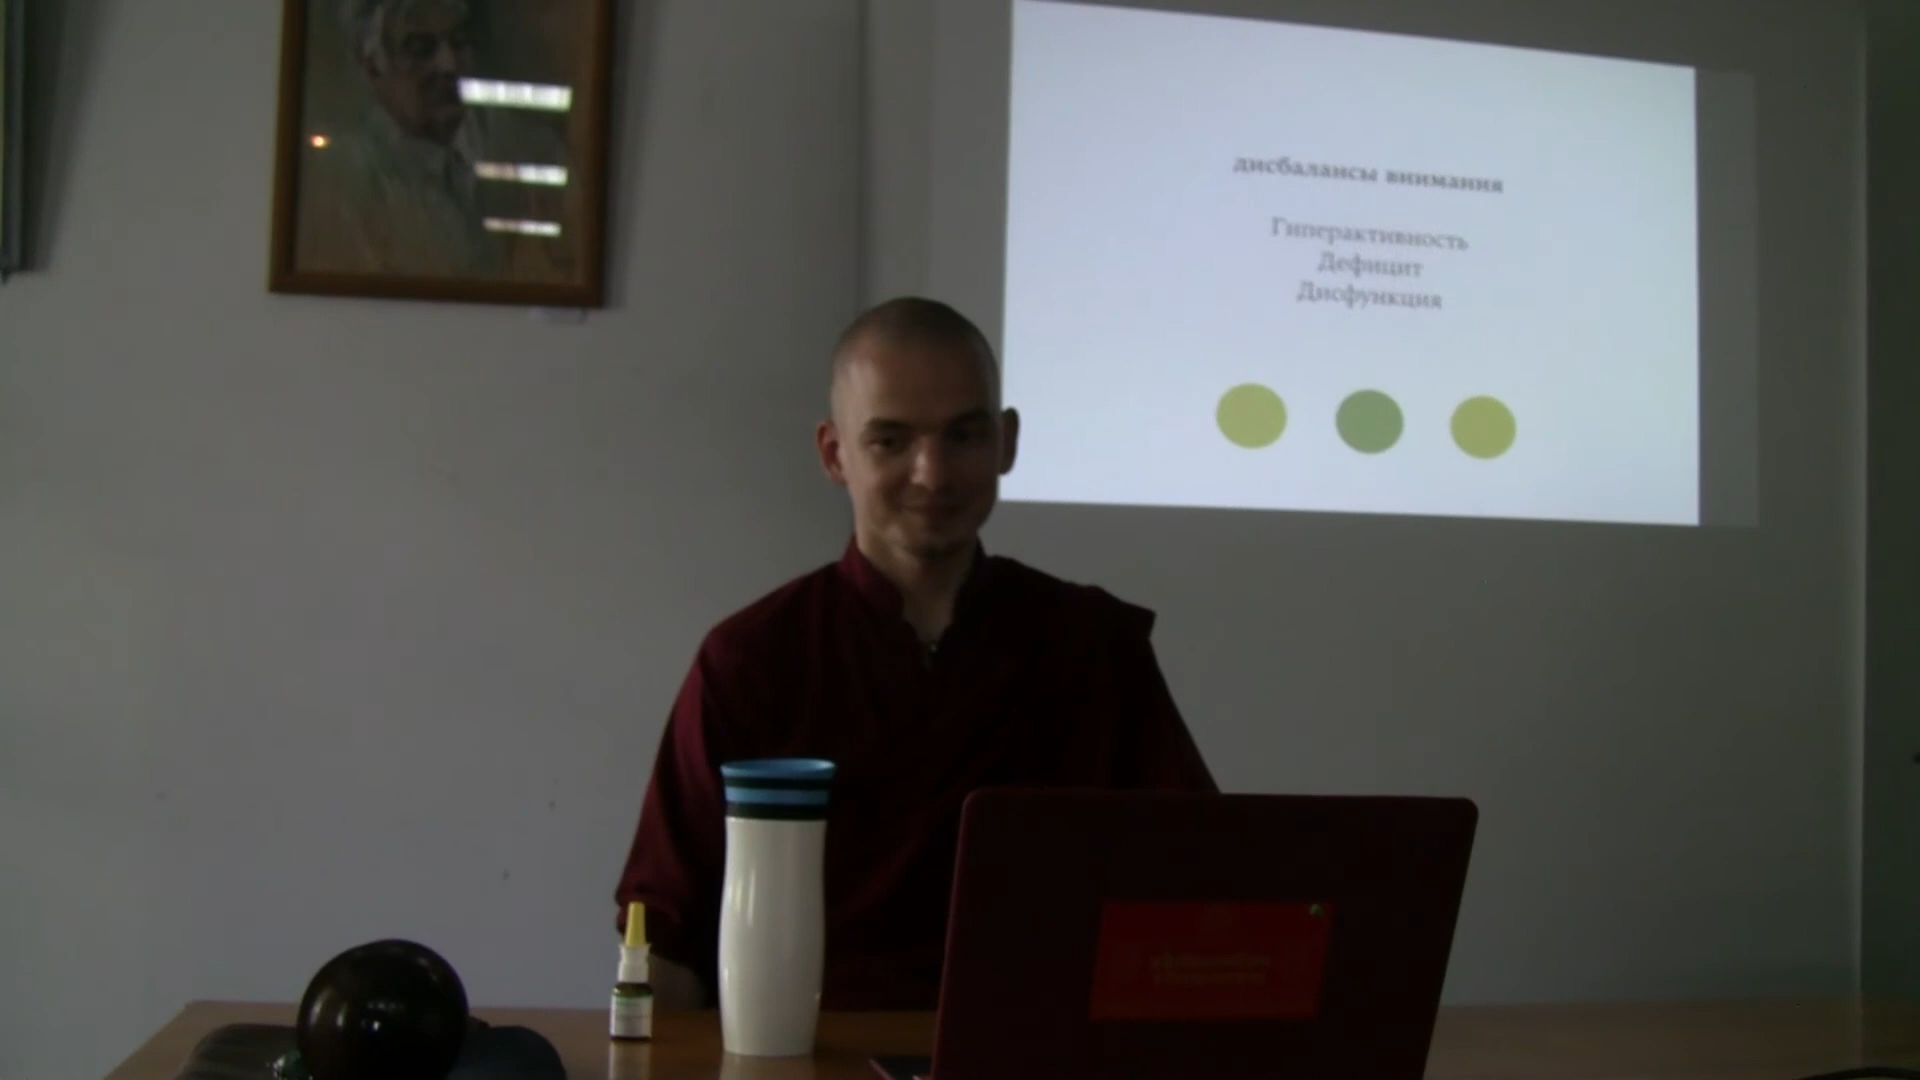 дисбалансы внимания
Гиперактивность
Дефицит
Дисфункция